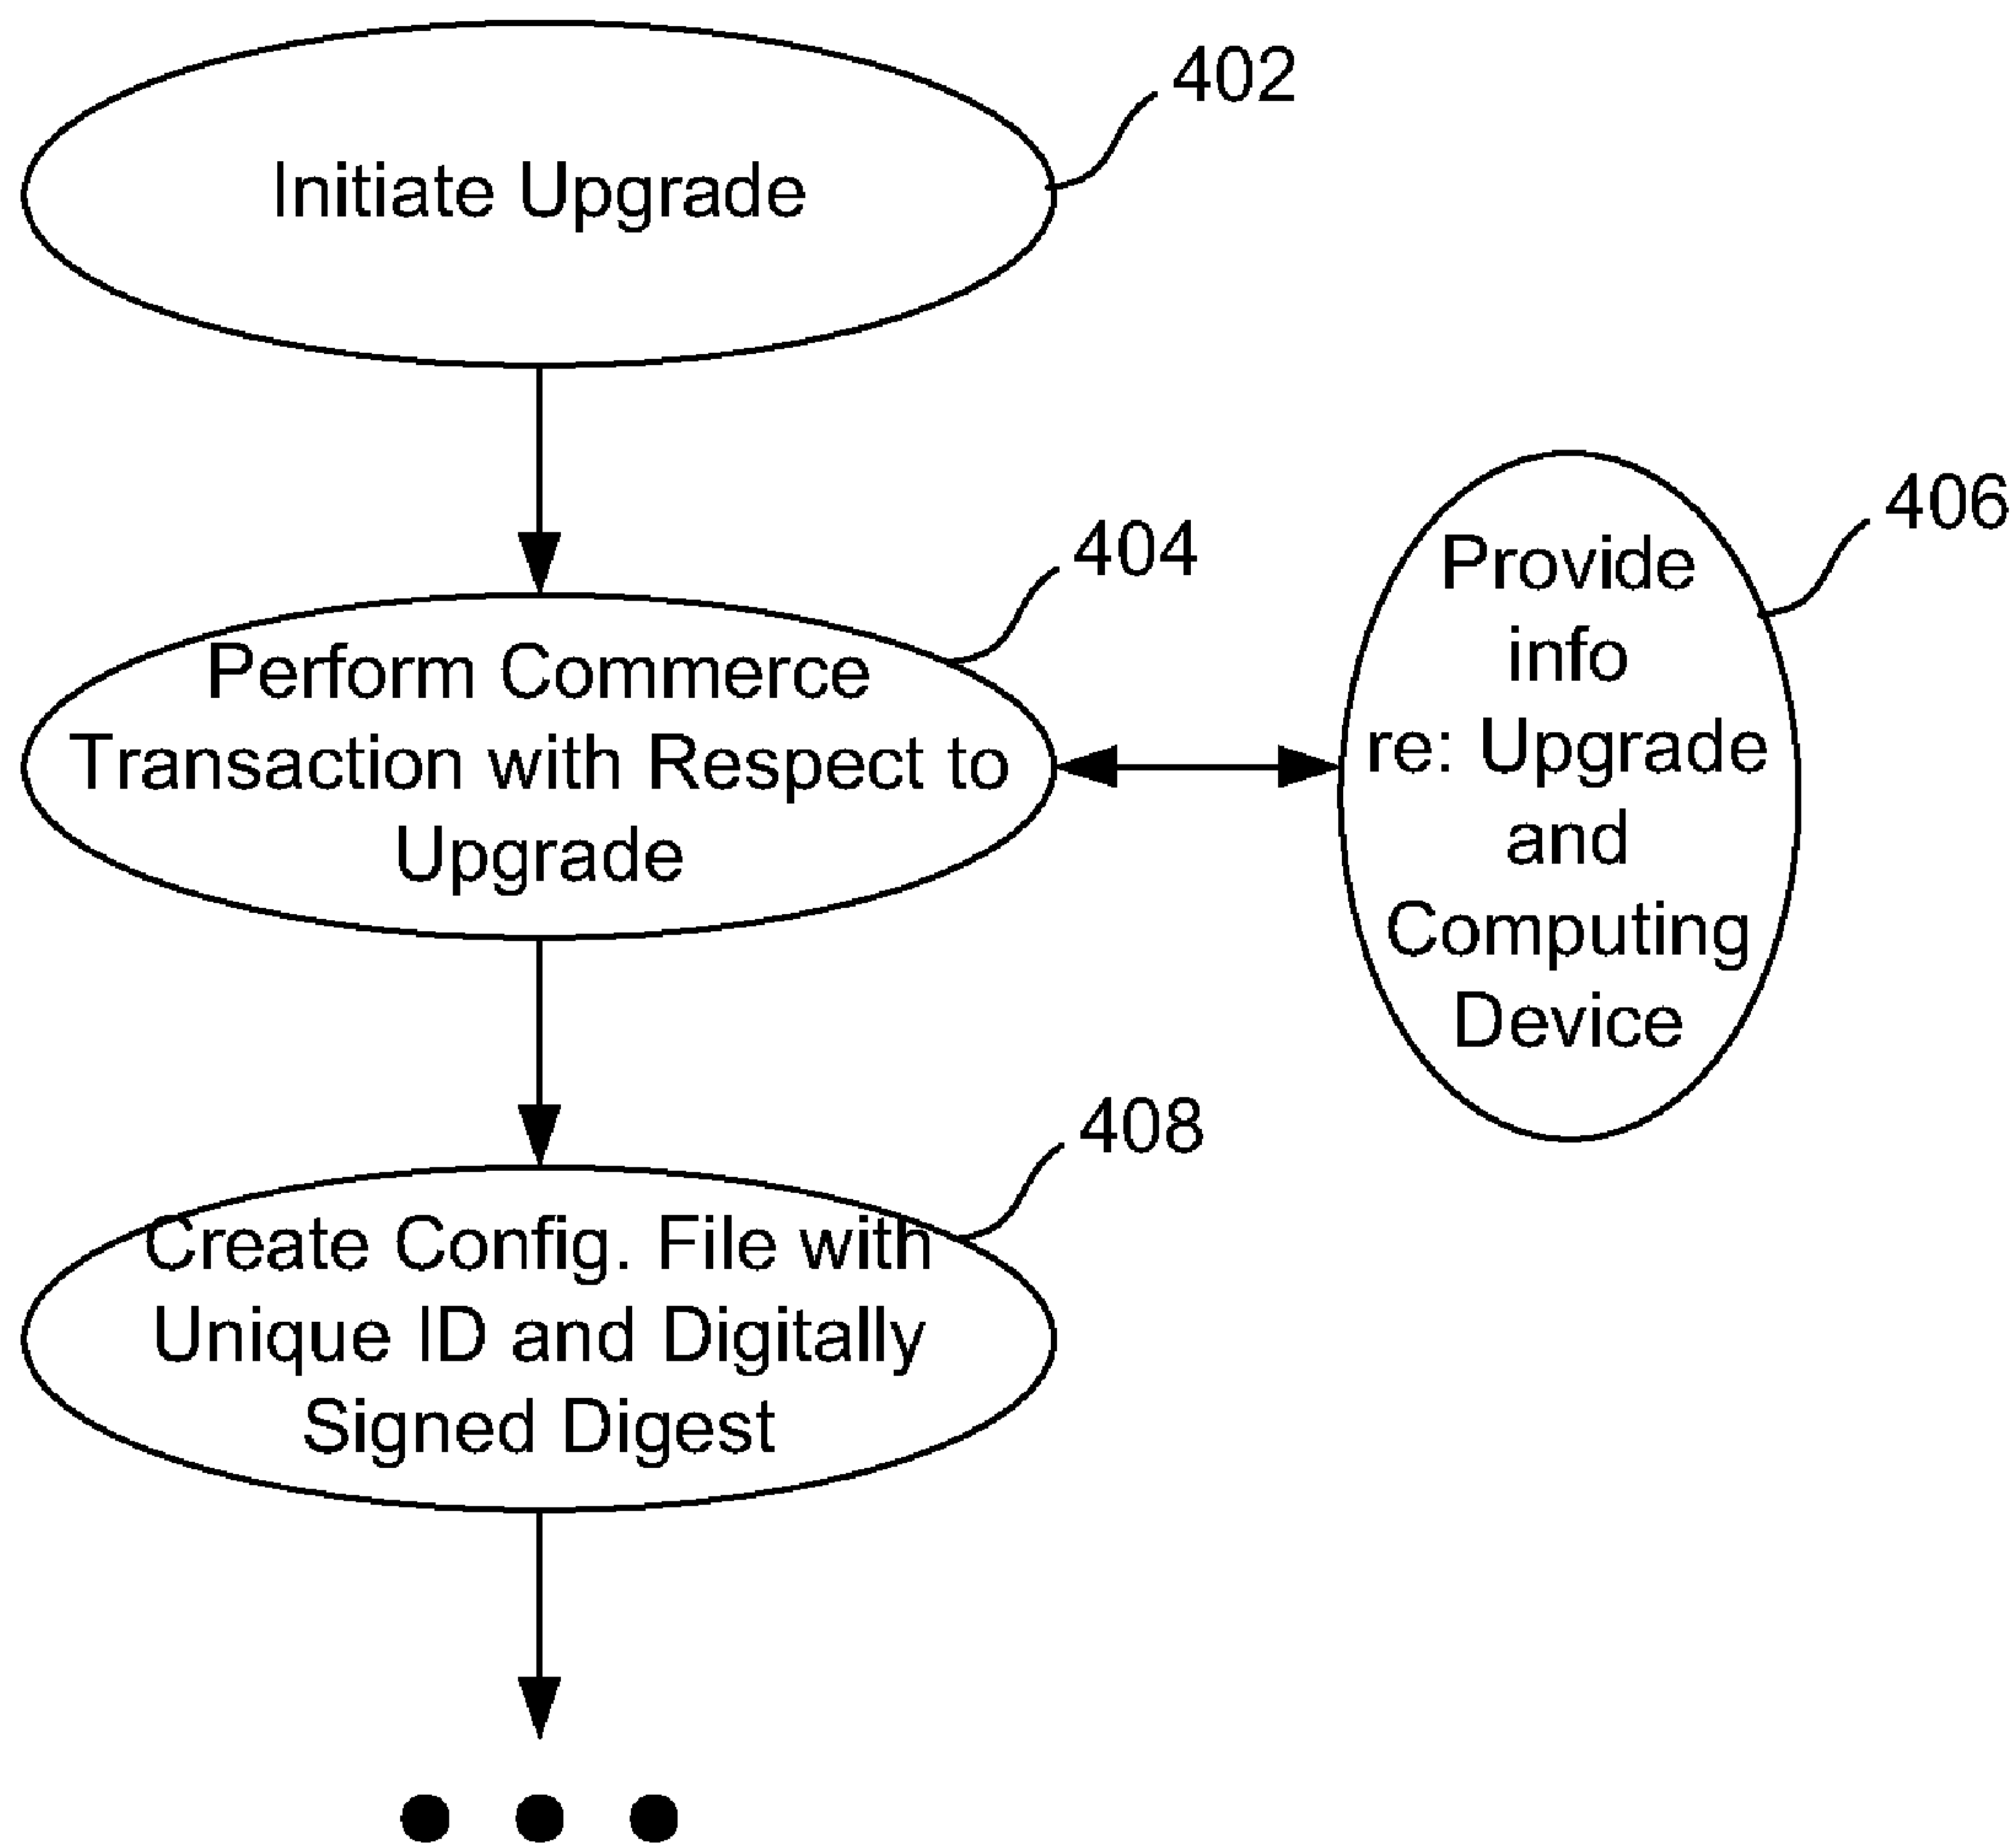 402
Initiate Upgrade
404
Perform Commerce
Transaction with Respect to
Upgrade
406
Provide
info
re: Upgrade
and
Computing
Device
408
Create Config. File with
Unique ID and Digitally
Signed Digest